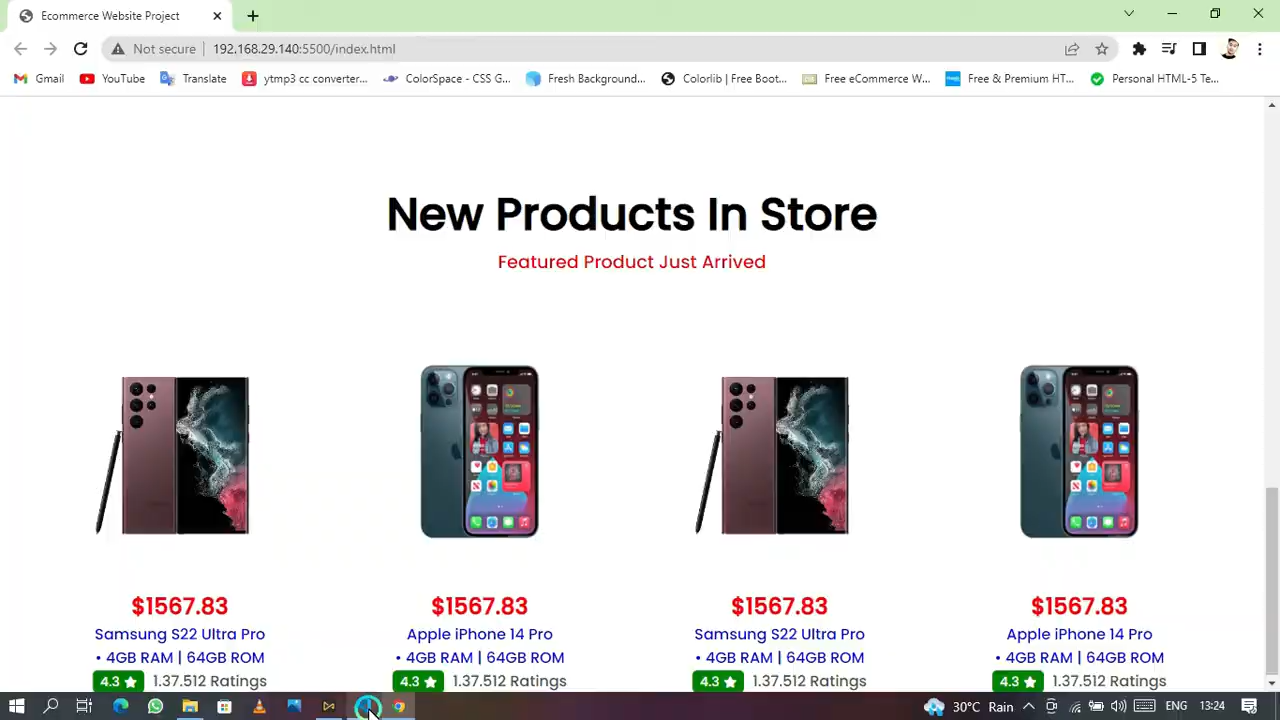 Ecommerce Website Project
Not secure 192.168.29.140:5500/index.html
Gmail YouTube Translate ytmp3 cc converter... ColorSpace - CSS G... Fresh Background... Colorlib | Free Boot... Free eCommerce W... Free & Premium HT... Personal HTML-5 Te...
New Products In Store
Featured Product Just Arrived
$1567.83 $1567.83 $1567.83 $1567.83
Samsung S22 Ultra Pro Apple iPhone 14 Pro Samsung S22 Ultra Pro Apple iPhone 14 Pro
• 4GB RAM | 64GB ROM • 4GB RAM | 64GB ROM • 4GB RAM | 64GB ROM • 4GB RAM | 64GB ROM
4.3 1.37.512 Ratings 4.3 1.37.512 Ratings 4.3 1.37.512 Ratings 4.3 1.37.512 Ratings
30°C Rain ENG 13:24